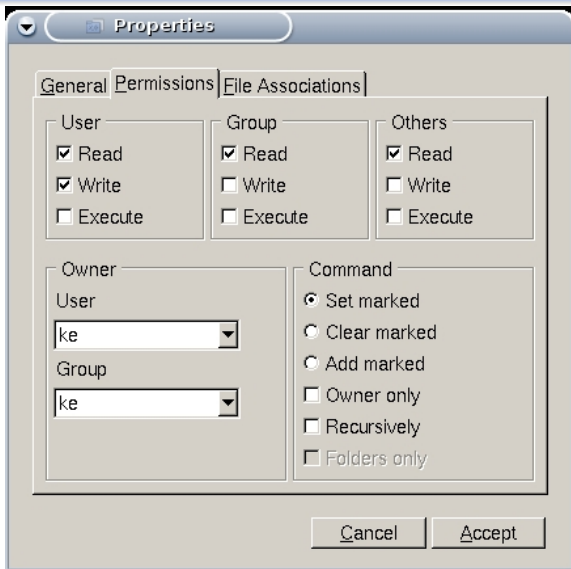 Properties
General Permissions File Associations
User Group Others
Read Read Read
Write Write Write
Execute Execute Execute
Owner
User
ke
Group
ke
Command
Set marked
Clear marked
Add marked
Owner only
Recursively
Folders only
Cancel Accept